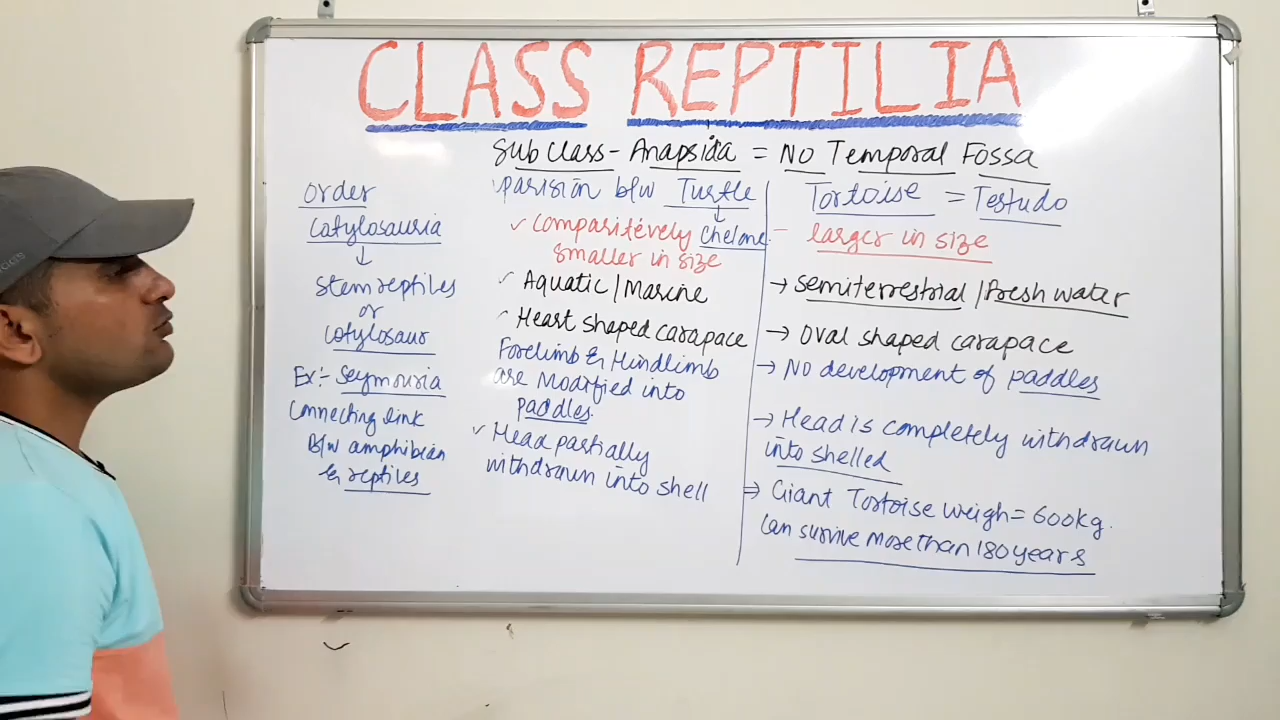 CLASS REPTILIA
Sub Class - Anapsida = No Temporal Fossa
Order
Cotylosauria
↓
Stem reptiles
or
Cotylosaur
Ex:- Seymouria
Connecting link
B/w amphibian
& reptiles
parision b/w Turtle
↓
✓ Comparitevely Chelone
smaller in size
✓ Aquatic / Marine
Heart shaped carapace
Forelimb & Hindlimb
are Modified into
paddles.
✓ Head partially
withdrawn into shell
Tortoise = Testudo
- larger in size
→ Semiterrestrial / Fresh water
→ Oval shaped carapace
→ No development of paddles
→ Head is completely withdrawn
into shelled
⇒ Giant Tortoise weigh = 600kg.
Can survive more than 180 years